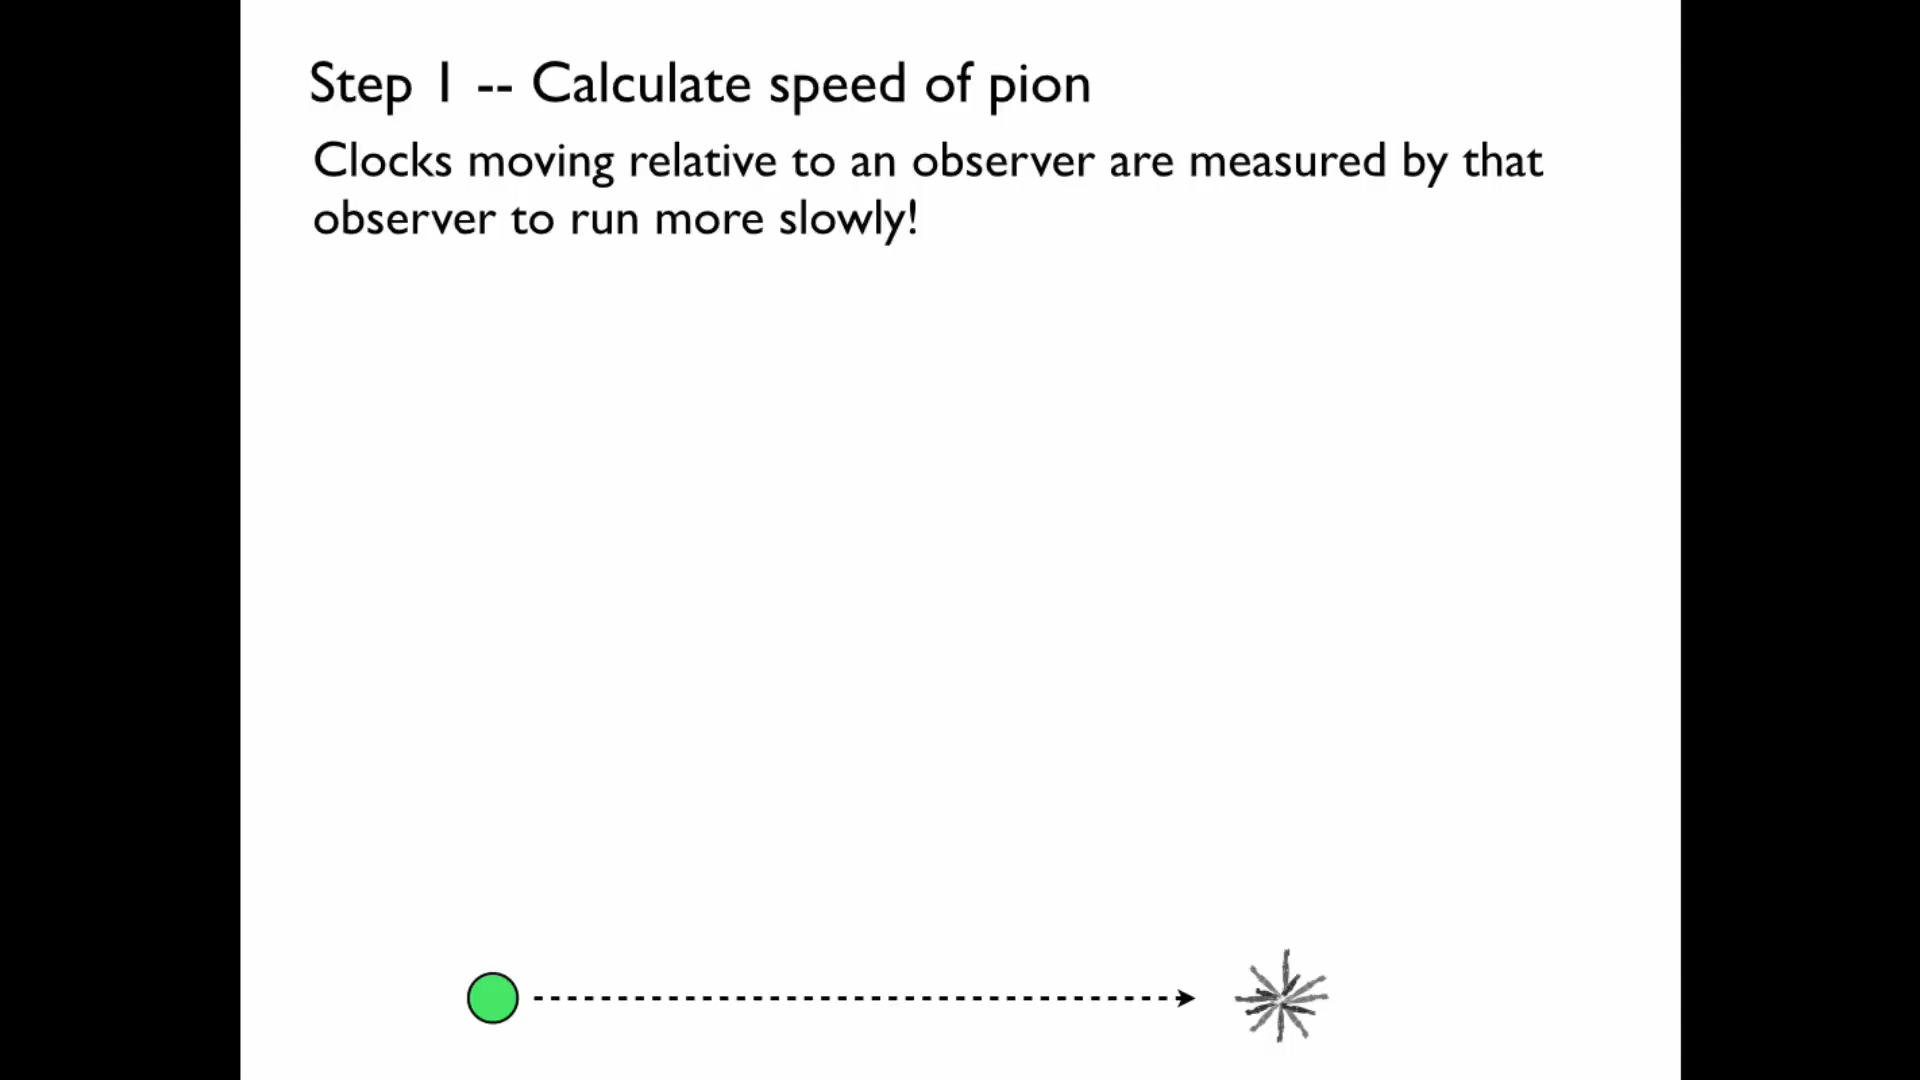 Step 1 -- Calculate speed of pion
Clocks moving relative to an observer are measured by that
observer to run more slowly!